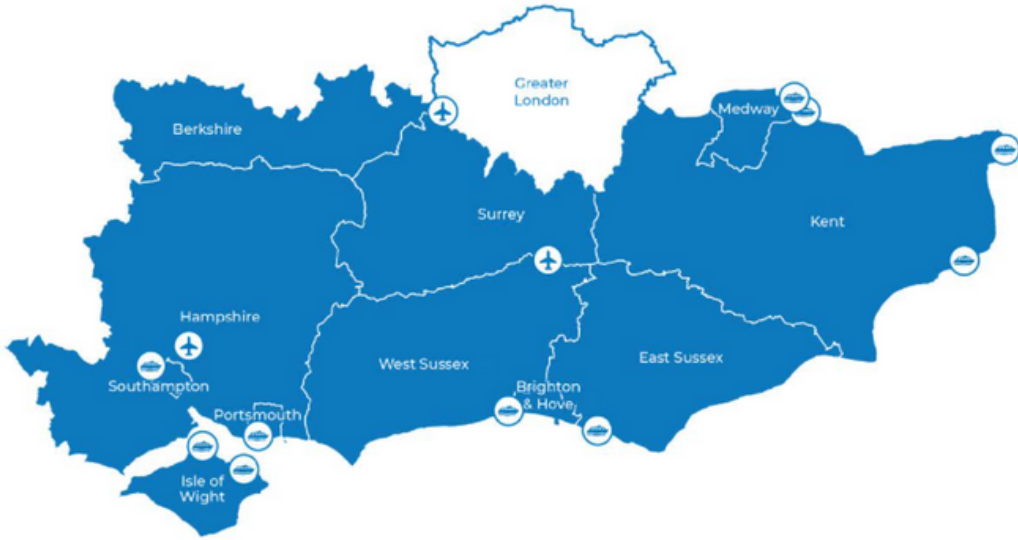 Greater
London
Medway
Berkshire
Surrey
Kent
Hampshire
West Sussex
East Sussex
Southampton
Brighton
& Hove
Portsmouth
Isle of
Wight